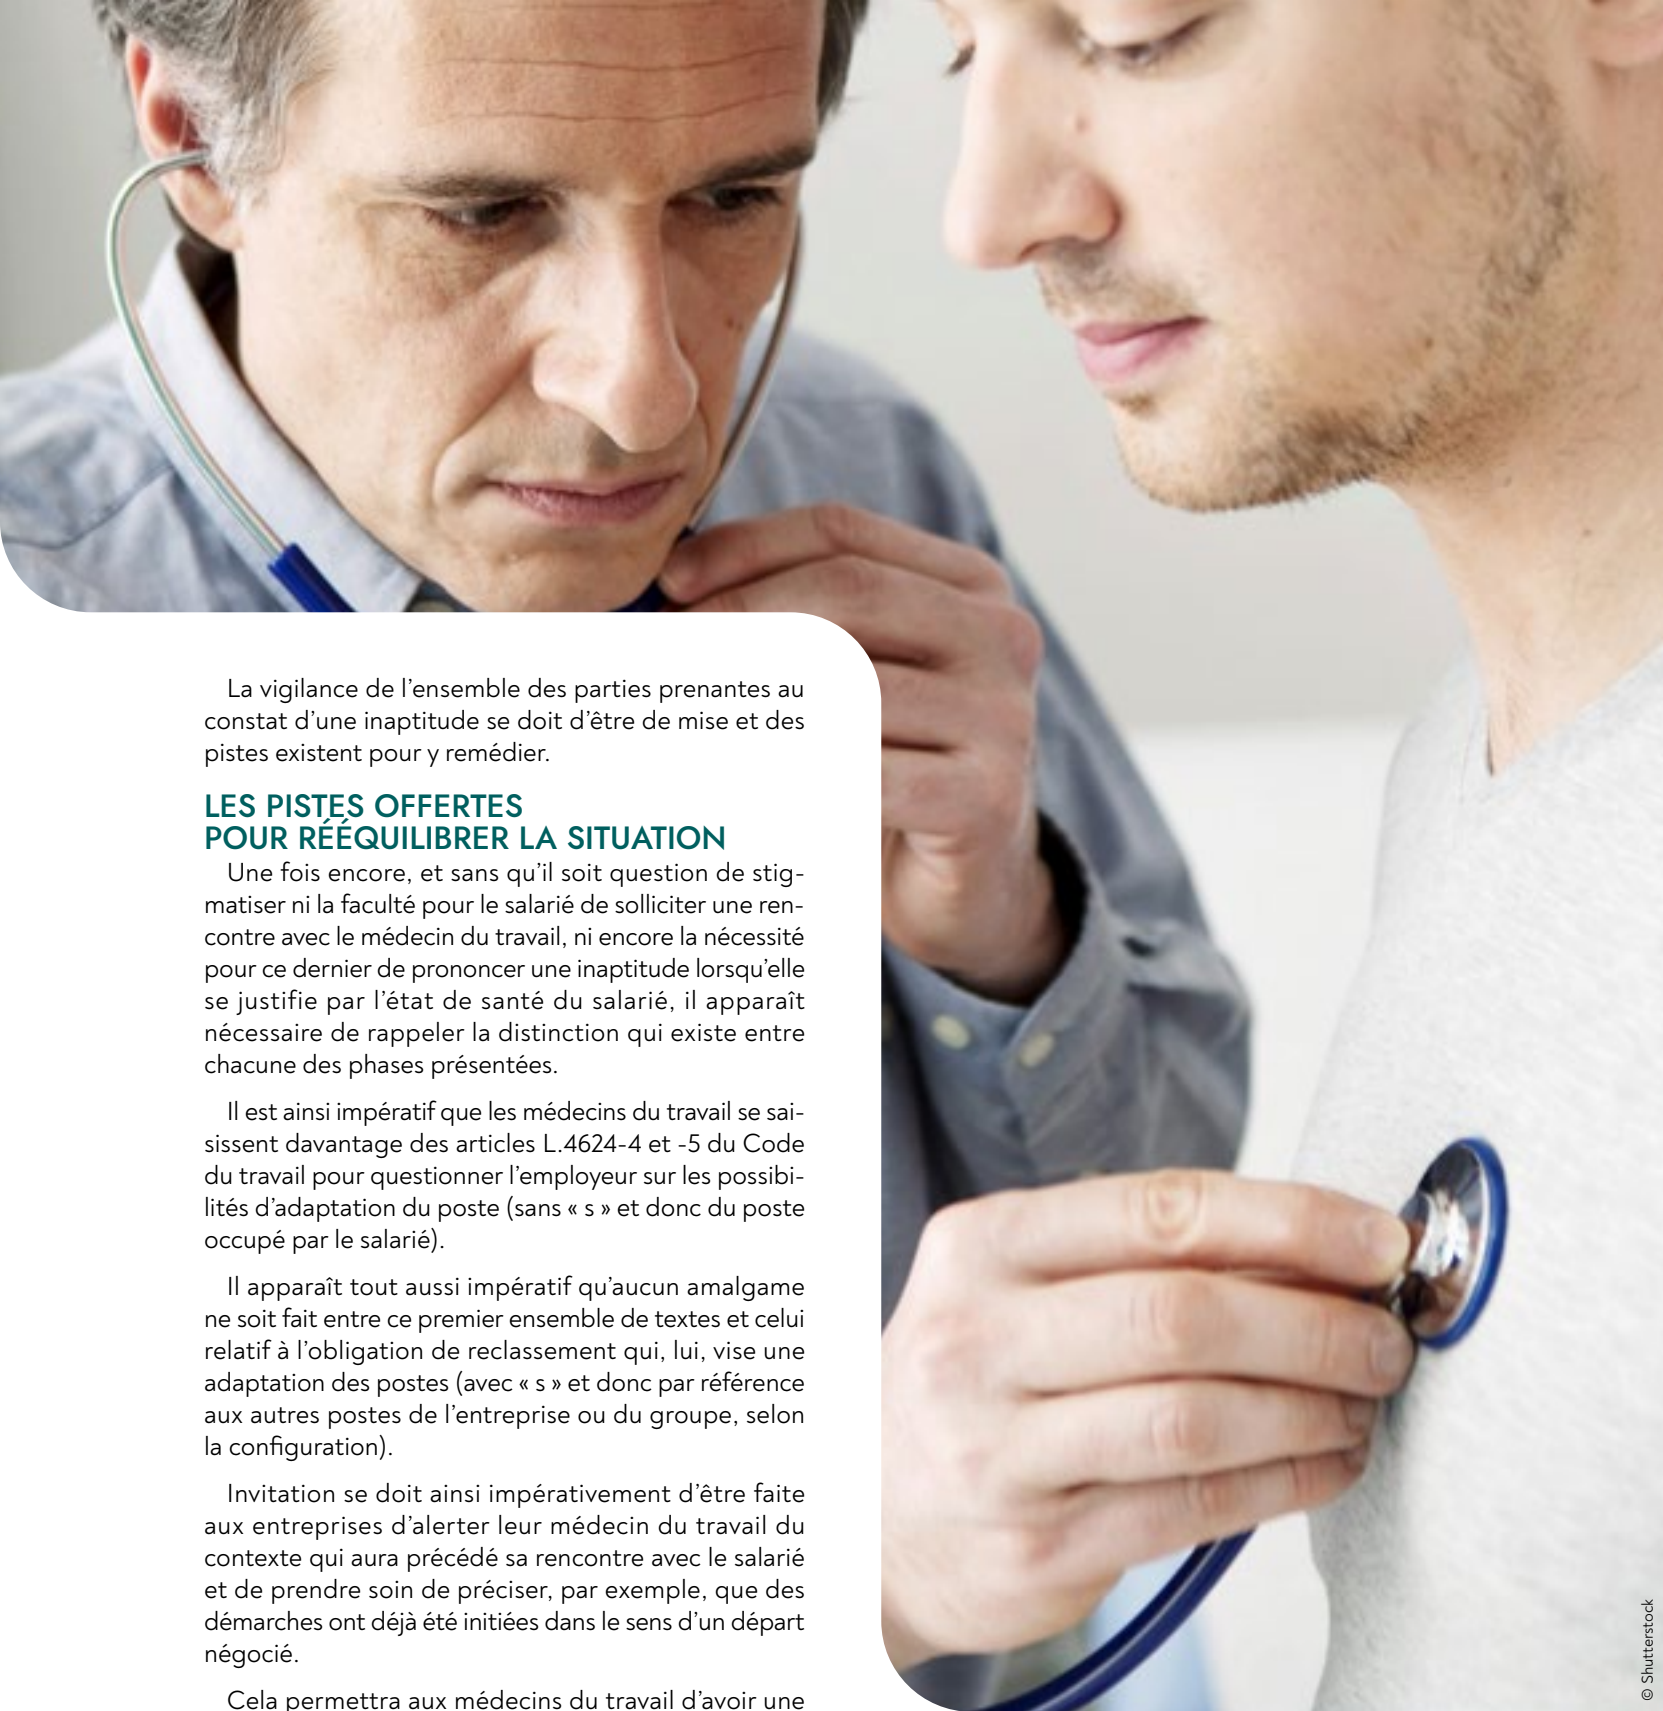 La vigilance de l'ensemble des parties prenantes au
constat d'une inaptitude se doit d'être de mise et des
pistes existent pour y remédier.
LES PISTES OFFERTES
POUR RÉÉQUILIBRER LA SITUATION
Une fois encore, et sans qu'il soit question de stig-
matiser ni la faculté pour le salarié de solliciter une ren-
contre avec le médecin du travail, ni encore la nécessité
pour ce dernier de prononcer une inaptitude lorsqu'elle
se justifie par l'état de santé du salarié, il apparaît
nécessaire de rappeler la distinction qui existe entre
chacune des phases présentées.
Il est ainsi impératif que les médecins du travail se sai-
sissent davantage des articles L.4624-4 et -5 du Code
du travail pour questionner l'employeur sur les possibi-
lités d'adaptation du poste (sans « s » et donc du poste
occupé par le salarié).
Il apparaît tout aussi impératif qu'aucun amalgame
ne soit fait entre ce premier ensemble de textes et celui
relatif à l'obligation de reclassement qui, lui, vise une
adaptation des postes (avec « s » et donc par référence
aux autres postes de l'entreprise ou du groupe, selon
la configuration).
Invitation se doit ainsi impérativement d'être faite
aux entreprises d'alerter leur médecin du travail du
contexte qui aura précédé sa rencontre avec le salarié
et de prendre soin de préciser, par exemple, que des
démarches ont déjà été initiées dans le sens d'un départ
négocié.
Cela permettra aux médecins du travail d'avoir une
© Shutterstock